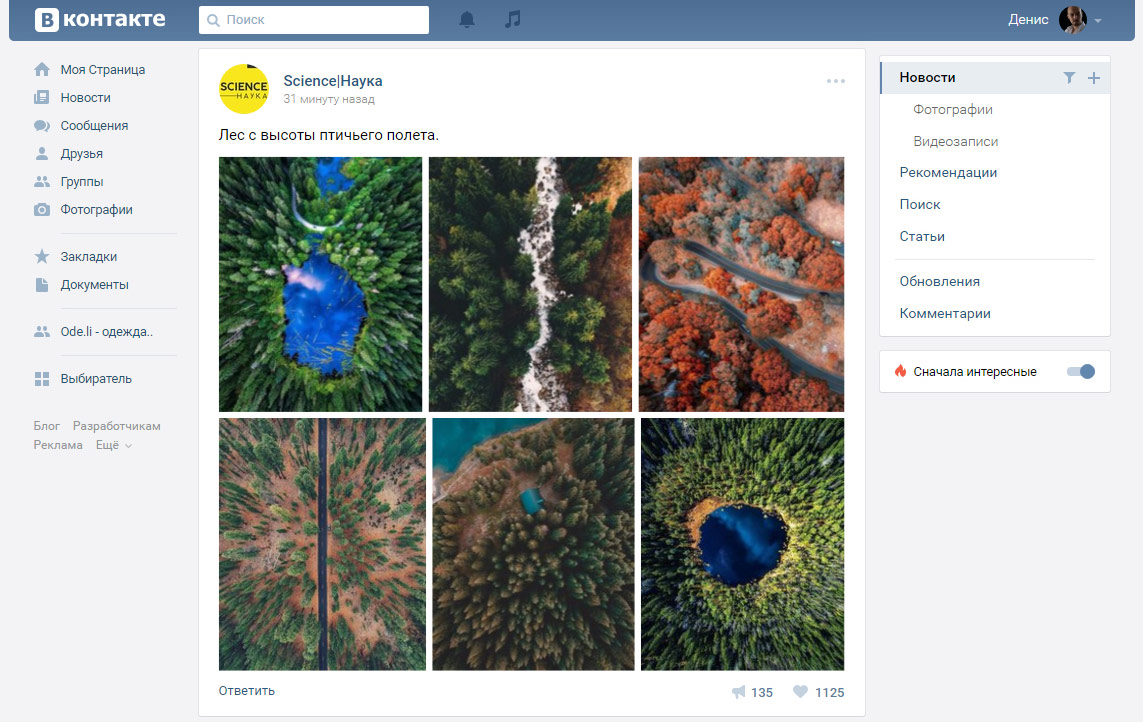 В контакте
Поиск
Денис
Моя Страница
Новости
Сообщения
Друзья
Группы
Фотографии
Закладки
Документы
Ode.li - одежда..
Выбиратель
Блог Разработчикам
Реклама Ещё
SCIENCE
НАУКА
Science|Наука
31 минуту назад
Лес с высоты птичьего полета.
Ответить
135 1125
Новости
Фотографии
Видеозаписи
Рекомендации
Поиск
Статьи
Обновления
Комментарии
Сначала интересные